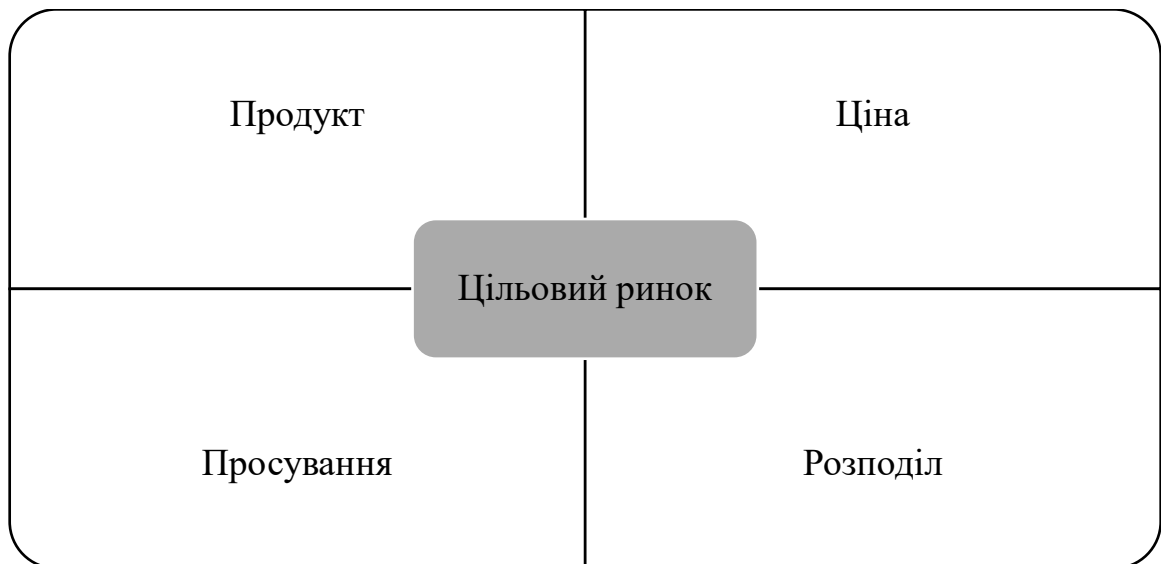 Продукт
Ціна
Цільовий ринок
Просування
Розподіл